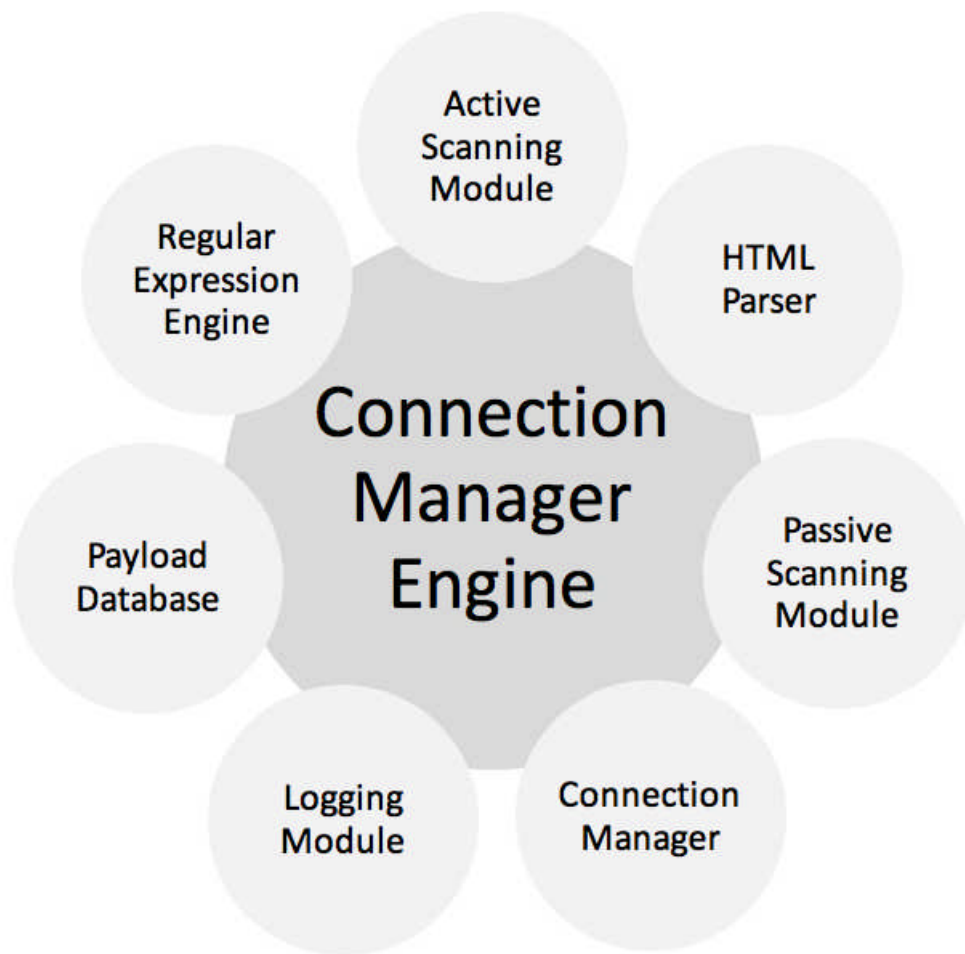 Active
Scanning
Module
HTML
Parser
Regular
Expression
Engine
Connection
Manager
Engine
Passive
Scanning
Module
Payload
Database
Logging
Module
Connection
Manager